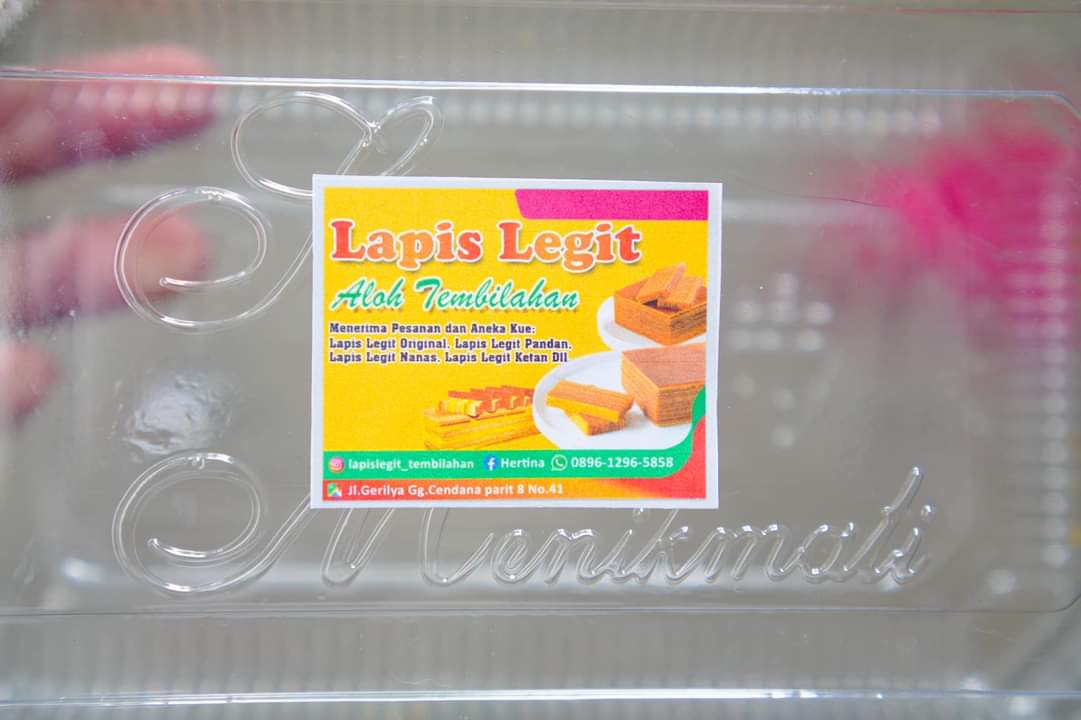 Lapis Legit
Aloh Tembilahan
Menerima Pesanan dan Aneka Kue:
Lapis Legit Original, Lapis Legit Pandan,
Lapis Legit Nanas, Lapis Legit Ketan Dll
lapislegit_tembilahan Hertina 0896-1296-5858
Jl.Gerilya Gg.Cendana parit 8 No.41
Menikmati